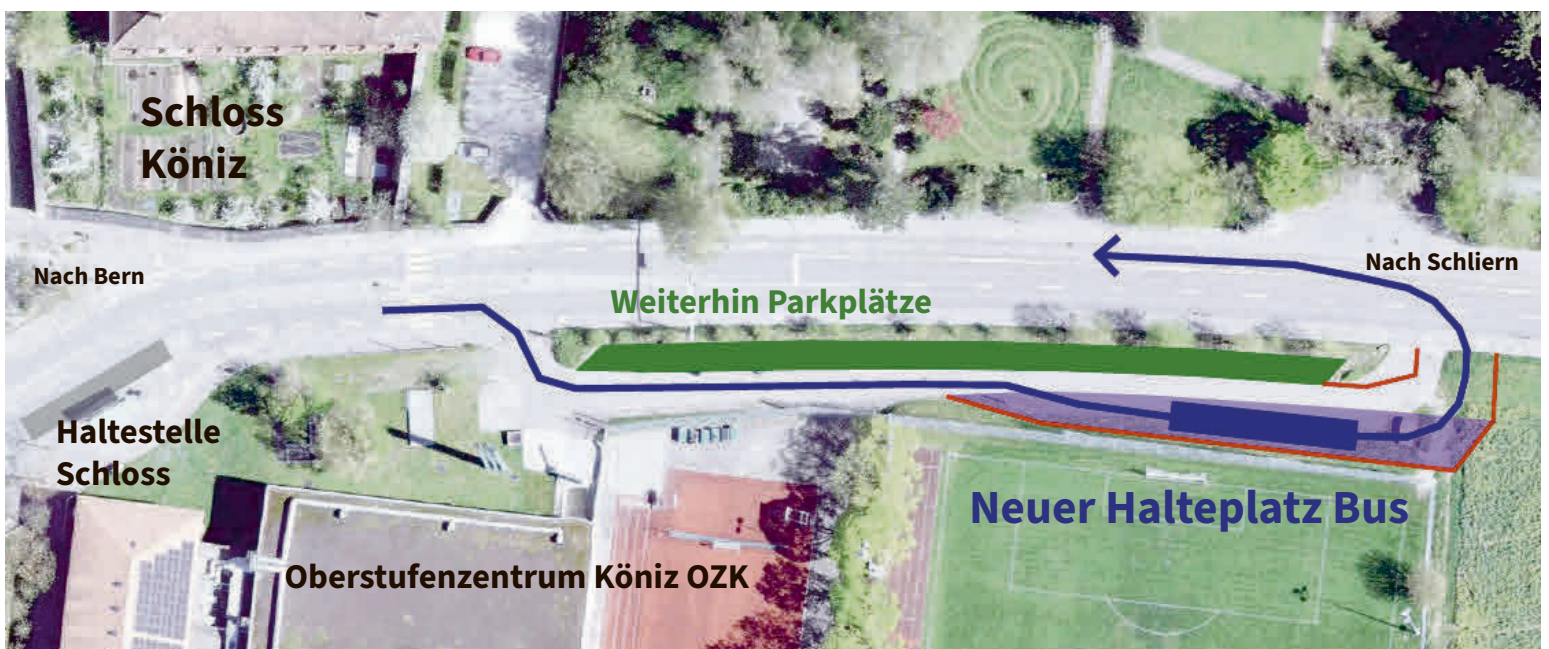 Schloss
Köniz
Nach Bern
Nach Schliern
Weiterhin Parkplätze
Haltestelle
Schloss
Neuer Halteplatz Bus
Oberstufenzentrum Köniz OZK